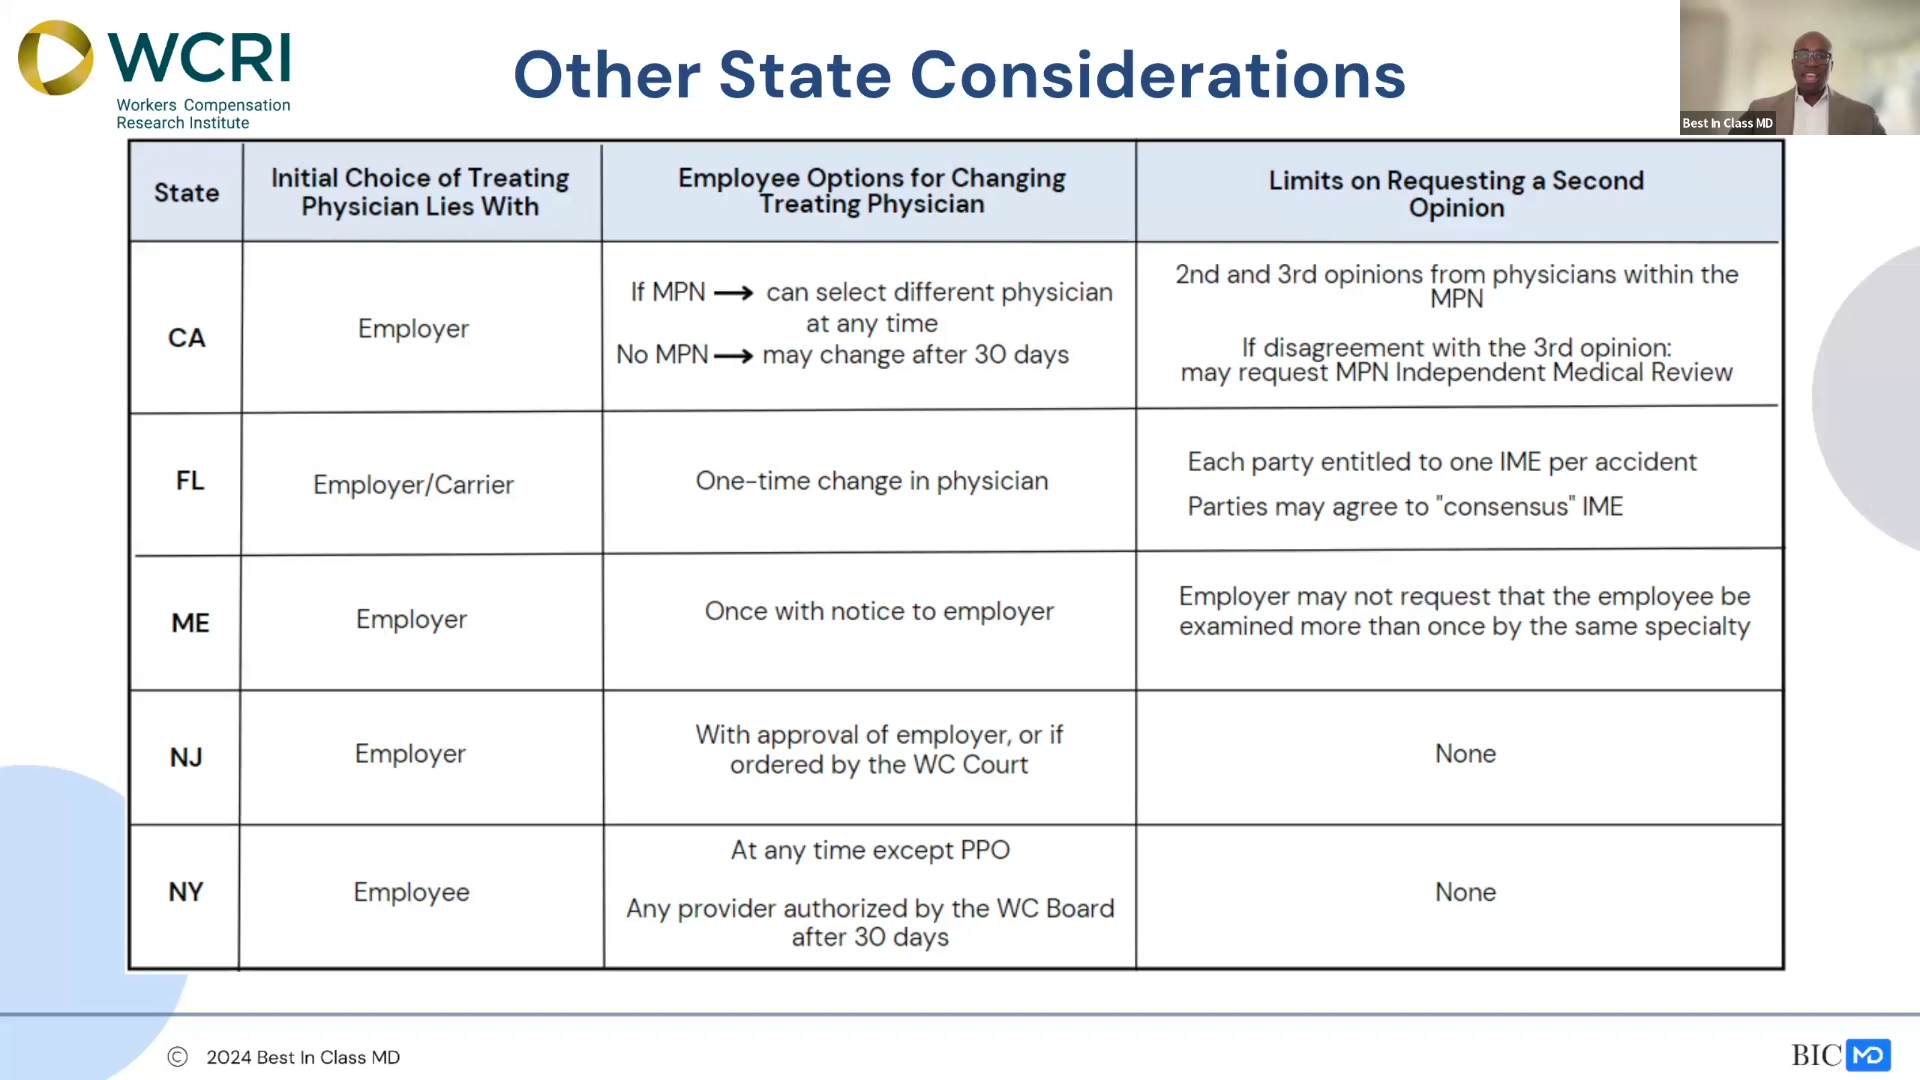 WCRI
Workers Compensation
Research Institute
Other State Considerations
Best In Class MD
State
Initial Choice of Treating
Physician Lies With
Employee Options for Changing
Treating Physician
Limits on Requesting a Second
Opinion
CA
Employer
If MPN → can select different physician
at any time
No MPN → may change after 30 days
2nd and 3rd opinions from physicians within the
MPN
If disagreement with the 3rd opinion:
may request MPN Independent Medical Review
FL
Employer/Carrier
One-time change in physician
Each party entitled to one IME per accident
Parties may agree to "consensus" IME
ME
Employer
Once with notice to employer
Employer may not request that the employee be
examined more than once by the same specialty
NJ
Employer
With approval of employer, or if
ordered by the WC Court
None
NY
Employee
At any time except PPO
Any provider authorized by the WC Board
after 30 days
None
© 2024 Best In Class MD
BIC MD